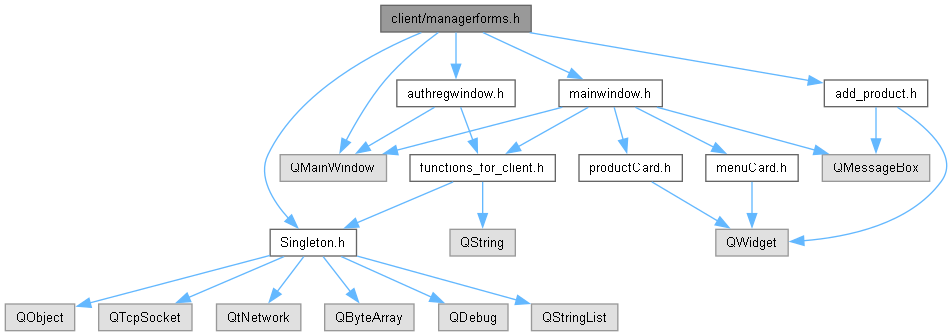 client/managerforms.h
authregwindow.h
mainwindow.h
add_product.h
QMainWindow
functions_for_client.h
productCard.h
menuCard.h
QMessageBox
Singleton.h
QString
QWidget
QObject
QTcpSocket
QtNetwork
QByteArray
QDebug
QStringList